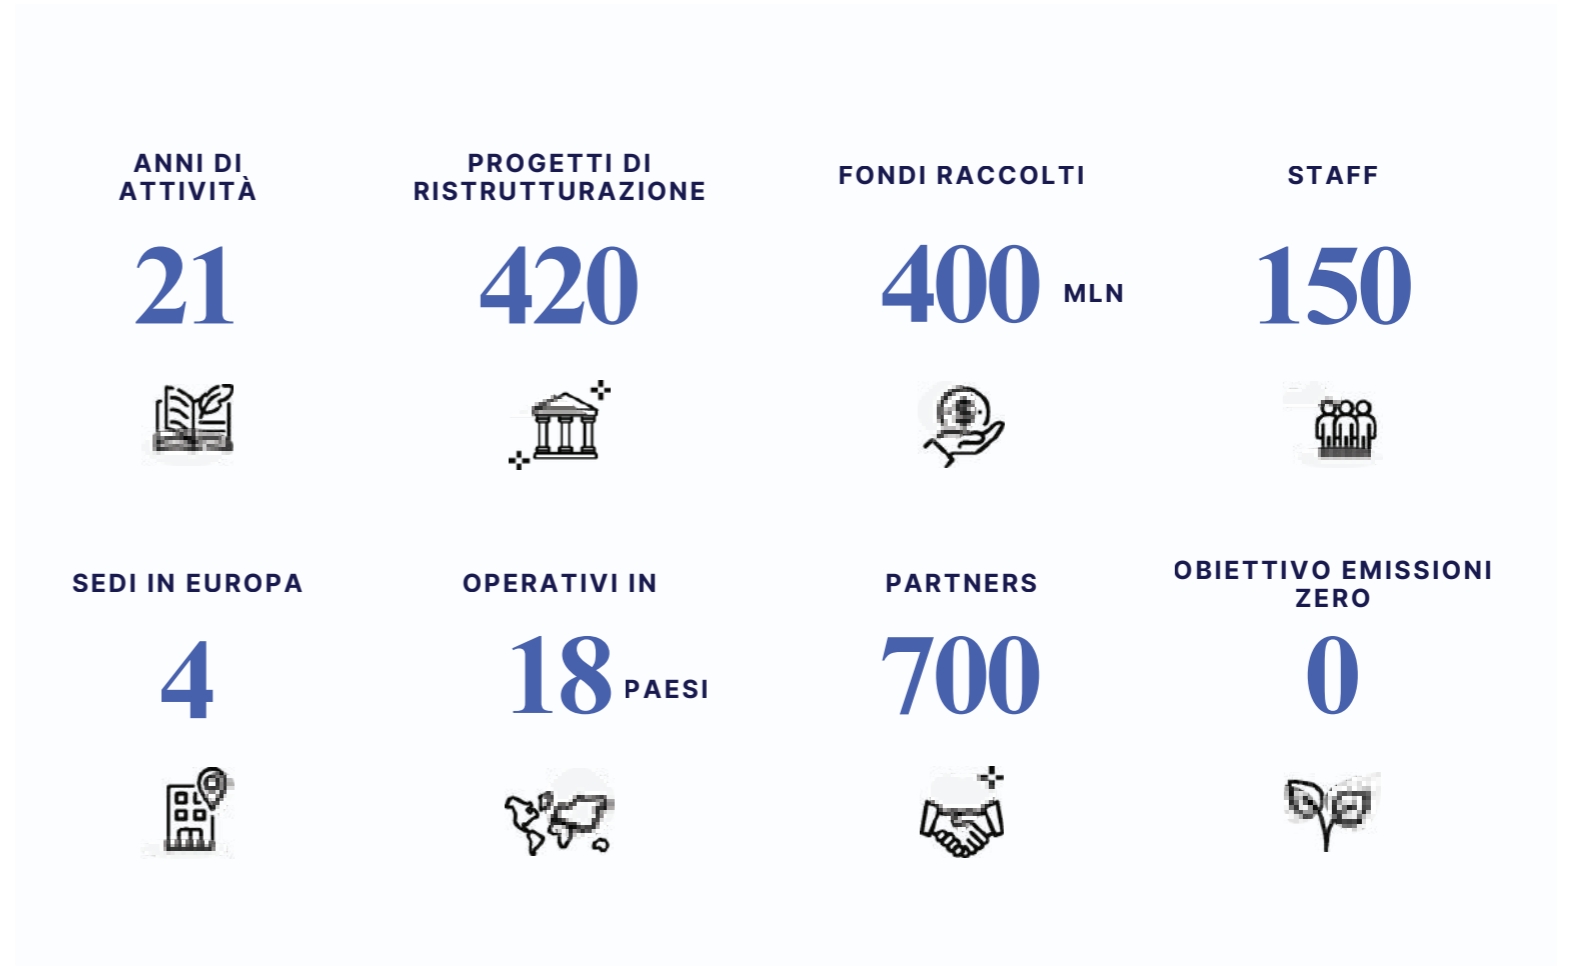 ANNI DI
ATTIVITÀ
21
PROGETTI DI
RISTRUTTURAZIONE
420
FONDI RACCOLTI
400 MLN
STAFF
150
SEDI IN EUROPA
4
OPERATIVI IN
18 PAESI
PARTNERS
700
OBIETTIVO EMISSIONI
ZERO
0